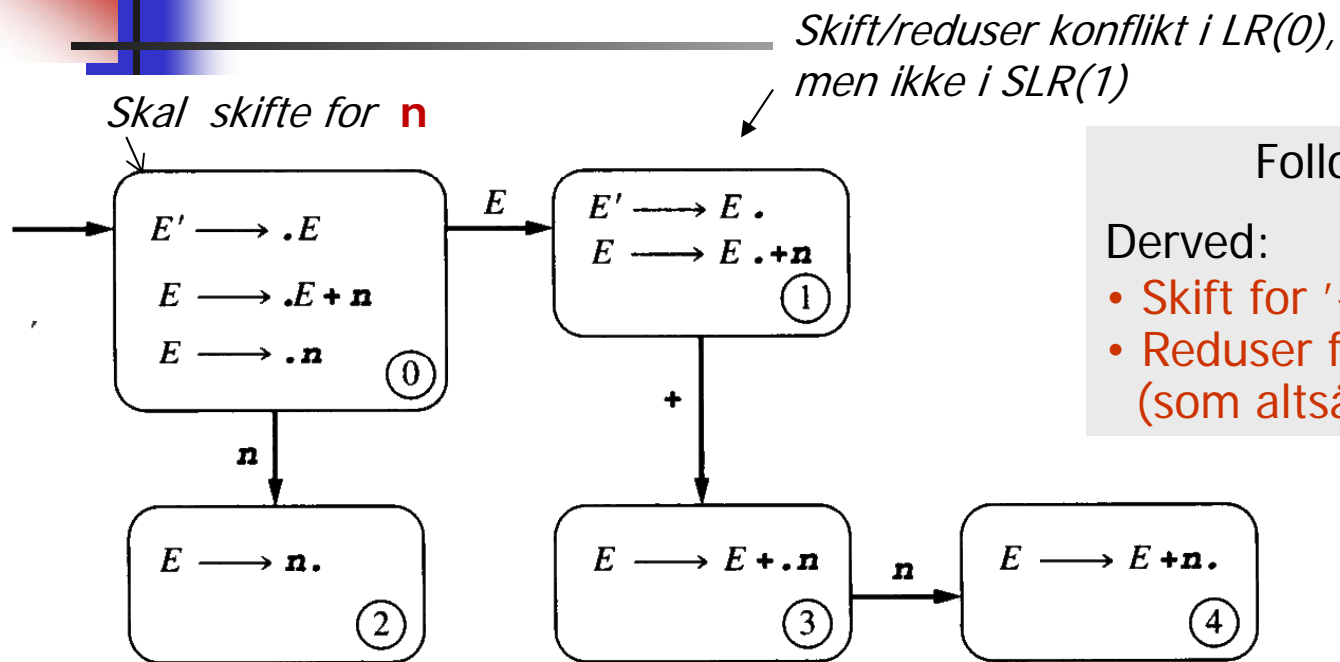 Skift/reduser konflikt i LR(0),
men ikke i SLR(1)
Skal skifte for n
E' → .E
E → .E + n
E → .n
0
E
E' → E .
E → E .+n
1
Derved:
• Skift for '
• Reduser
(som
n
+
E → n.
2
E → E +.n
3
n
E → E +n.
4